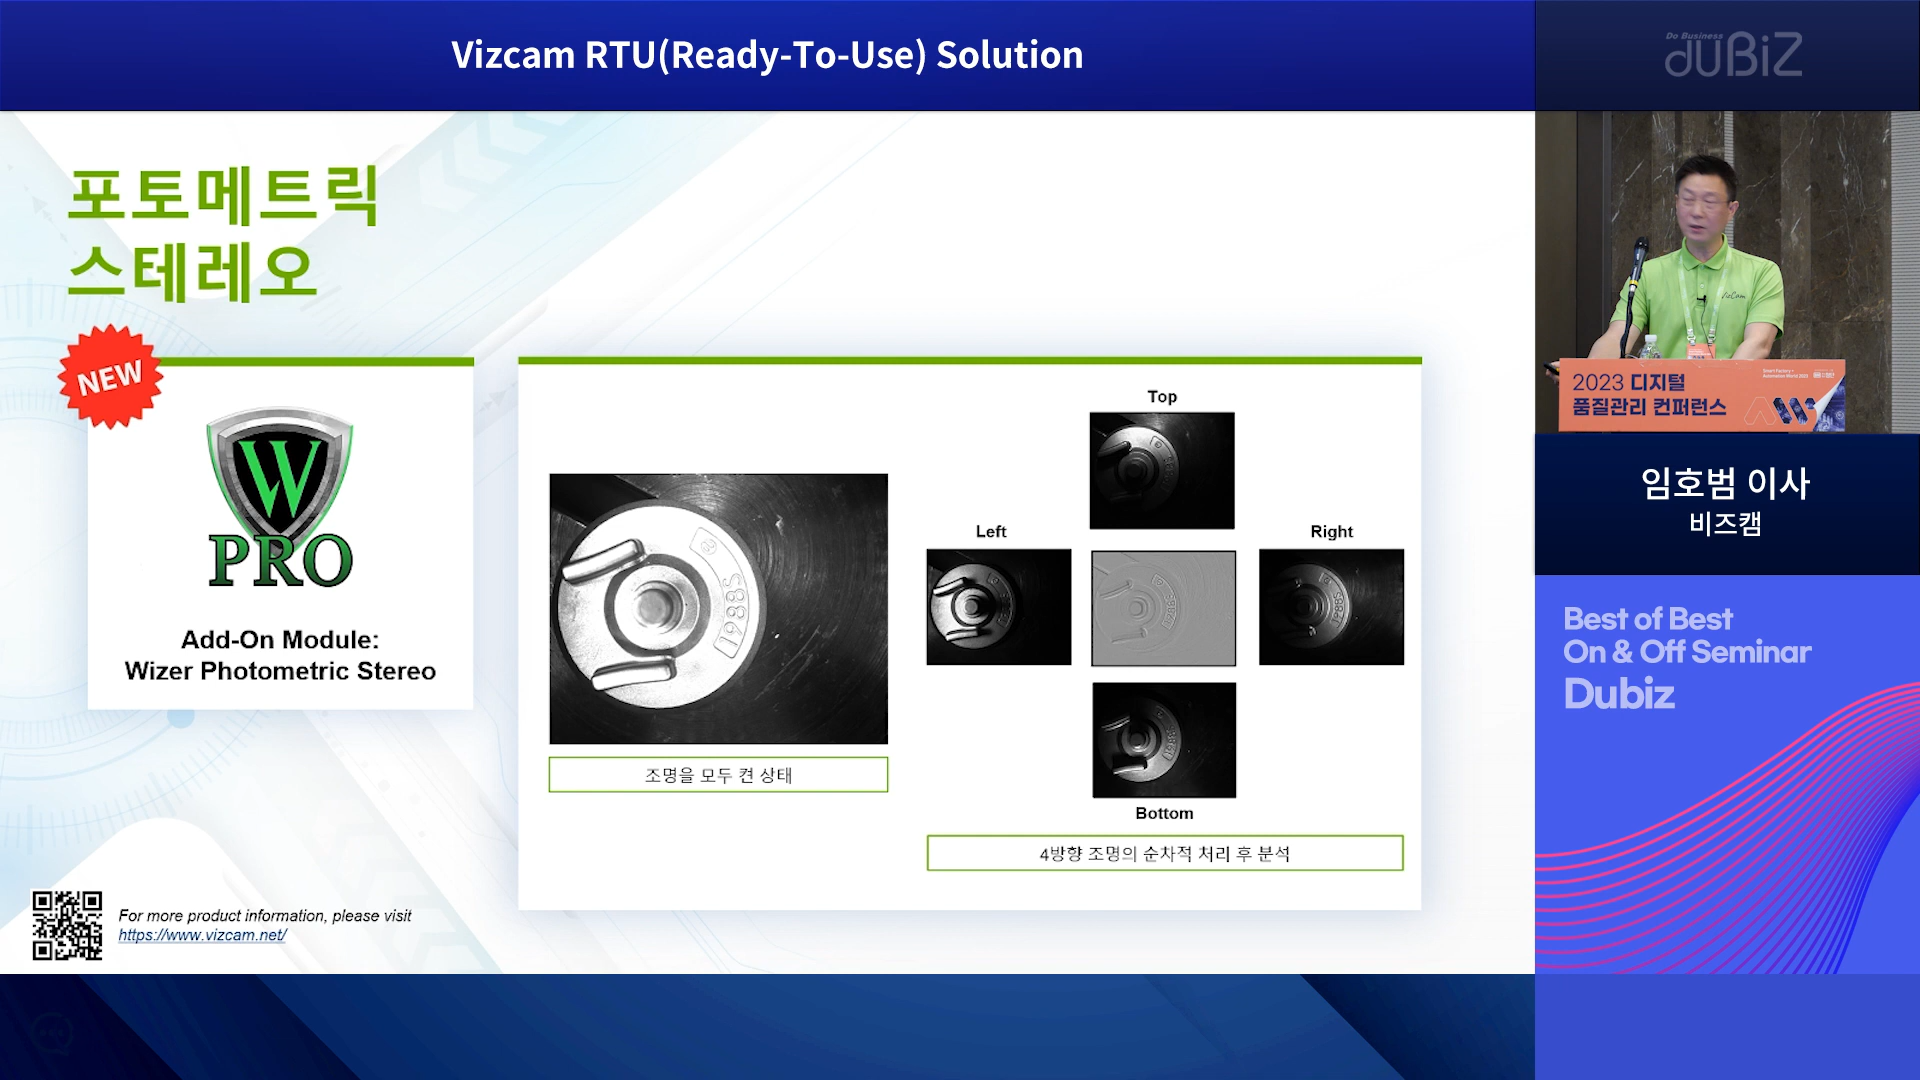 Vizcam RTU(Ready-To-Use) Solution
Do Business
duBiZ
포토메트릭
스테레오
NEW
W
PRO
Add-On Module:
Wizer Photometric Stereo
조명을 모두 켠 상태
Top
Left
Right
Bottom
4방향 조명의 순차적 처리 후 분석
For more product information, please visit
https://www.vizcam.net/
VizCam
2023 디지털
품질관리 컨퍼런스
임호범 이사
비즈캠
Best of Best
On & Off Seminar
Dubiz